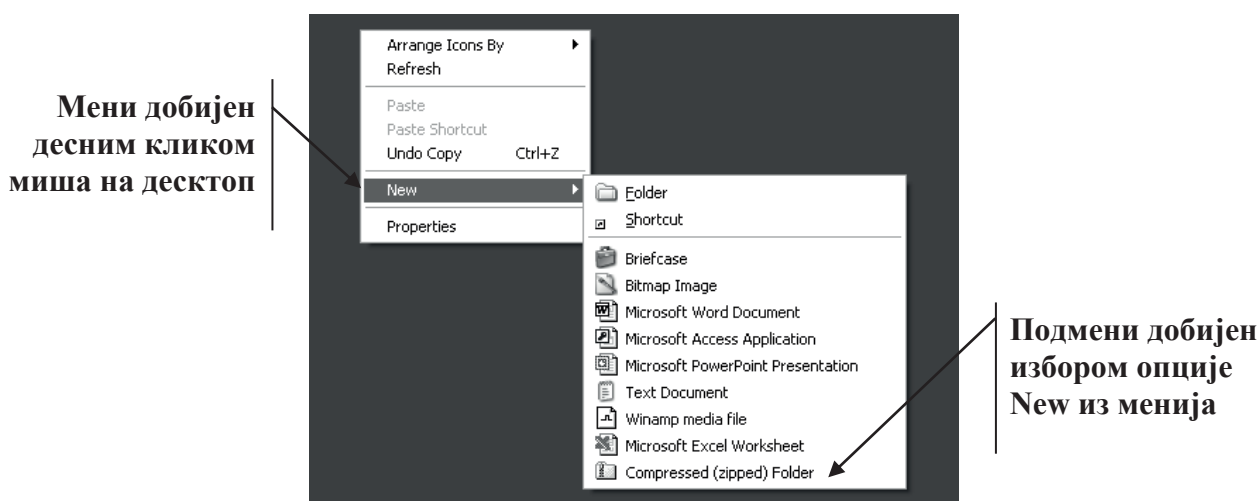 Мени добијен
десним кликом
миша на десктоп
Arrange Icons By
Refresh
Paste
Paste Shortcut
Undo Copy Ctrl+Z
New
Properties
Folder
Shortcut
Briefcase
Bitmap Image
Microsoft Word Document
Microsoft Access Application
Microsoft PowerPoint Presentation
Text Document
Winamp media file
Microsoft Excel Worksheet
Compressed (zipped) Folder
Подмени добијен
избором опције
New из менија